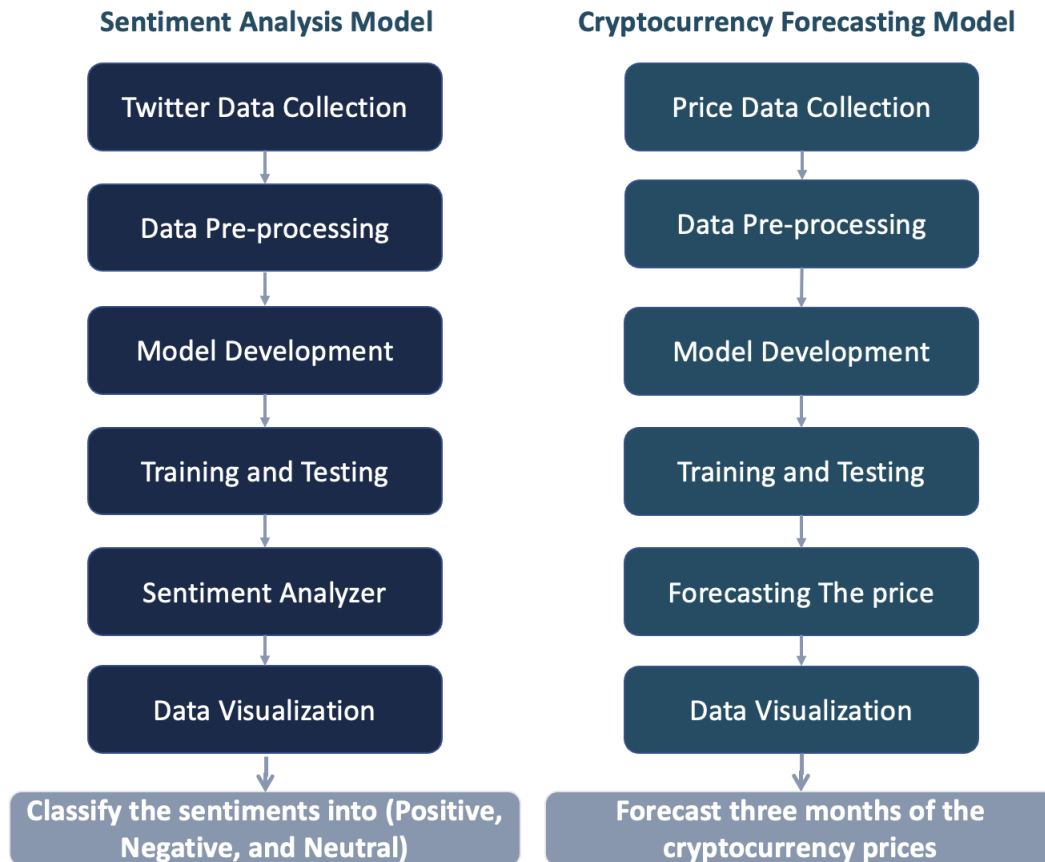 Sentiment Analysis Model
Twitter Data Collection
Data Pre-processing
Model Development
Training and Testing
Sentiment Analyzer
Data Visualization
Classify the sentiments into (Positive,
Negative, and Neutral)
Cryptocurrency Forecasting Model
Price Data Collection
Data Pre-processing
Model Development
Training and Testing
Forecasting The price
Data Visualization
Forecast three months of the
cryptocurrency prices